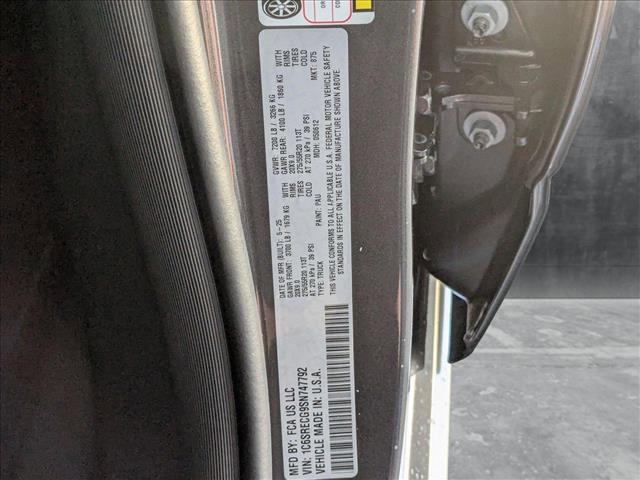 MFD BY: FCA US LLC
VIN: 1C6SRECG9SN747792
VEHICLE MADE IN: U.S.A.
DATE OF MFR (BUILT): 5-25
GAWR FRONT: 3700 LB / 1679 KG WITH
20X9.0 RIMS
275/55R20 113T TIRES
AT 270 kPa / 39 PSI COLD
TYPE: TRUCK PAINT: PAU
GVWR: 7200 LB / 3266 KG
GAWR REAR: 4100 LB / 1860 KG WITH
20X9.0 RIMS
275/55R20 113T TIRES
AT 270 kPa / 39 PSI COLD
MDH: 050612 MKT: 875
THIS VEHICLE CONFORMS TO ALL APPLICABLE U.S.A. FEDERAL MOTOR VEHICLE SAFETY
STANDARDS IN EFFECT ON THE DATE OF MANUFACTURE SHOWN ABOVE